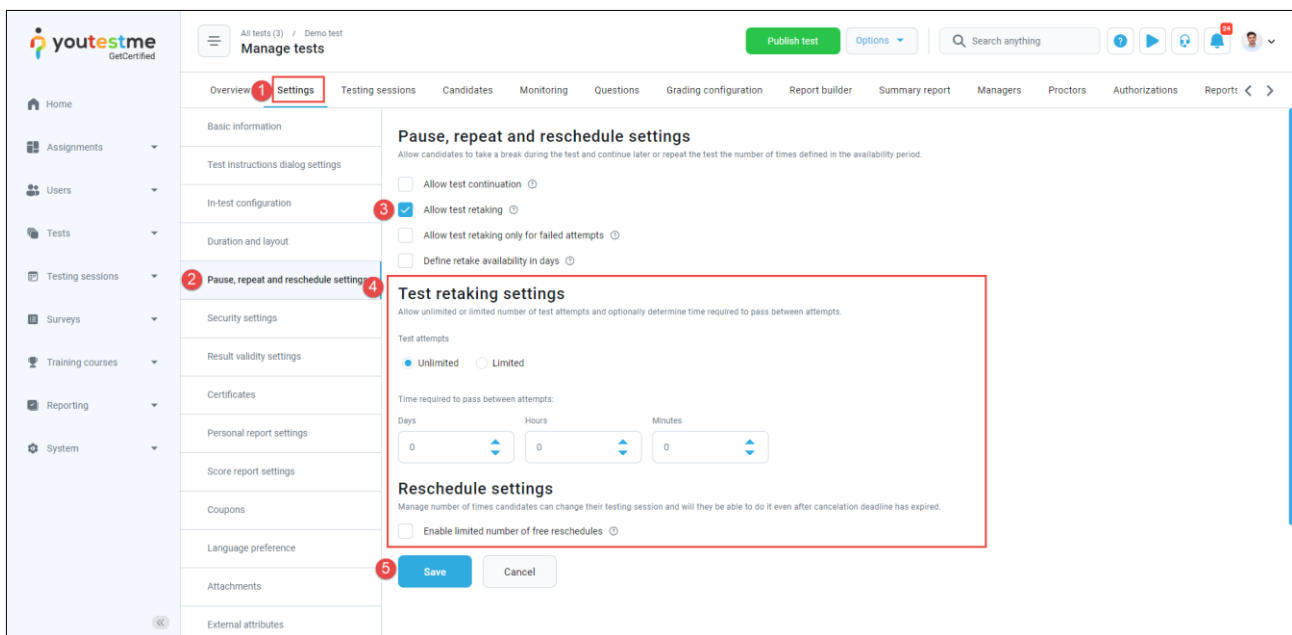 youtestme
GetCertified
All tests (3) / Demo test
Manage tests
Publish test
Options
Search anything
24
Home
Assignments
Users
Tests
Testing sessions
Surveys
Training courses
Reporting
System
Overview 1 Settings Testing sessions Candidates Monitoring Questions Grading configuration Report builder Summary report Managers Proctors Authorizations Reports
Basic information
Test instructions dialog settings
In-test configuration
Duration and layout
2 Pause, repeat and reschedule settings
Security settings
Result validity settings
Certificates
Personal report settings
Score report settings
Coupons
Language preference
Attachments
External attributes
Pause, repeat and reschedule settings
Allow candidates to take a break during the test and continue later or repeat the test the number of times defined in the availability period.
Allow test continuation
3 Allow test retaking
Allow test retaking only for failed attempts
Define retake availability in days
4
Test retaking settings
Allow unlimited or limited number of test attempts and optionally determine time required to pass between attempts.
Test attempts
Unlimited Limited
Time required to pass between attempts:
Days Hours Minutes
0 0 0
Reschedule settings
Manage number of times candidates can change their testing session and will they be able to do it even after cancelation deadline has expired.
Enable limited number of free reschedules
5 Save Cancel